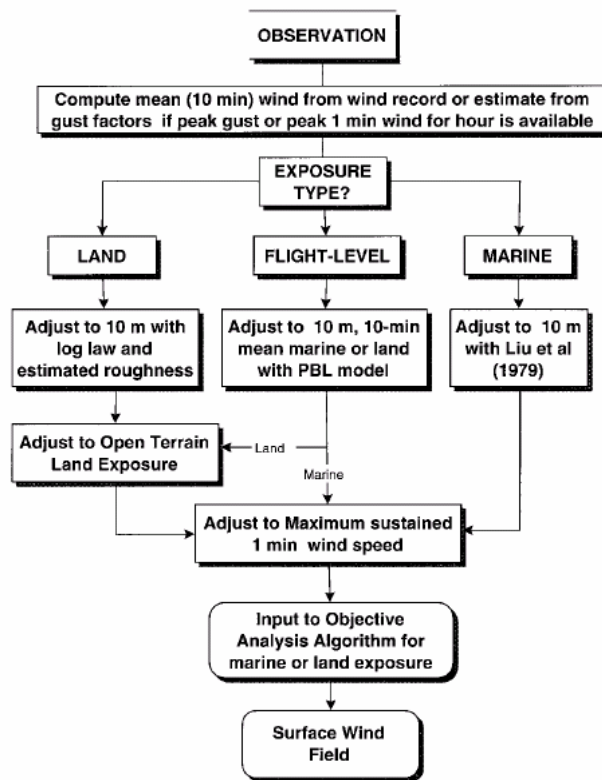 OBSERVATION
Compute mean (10 min) wind from wind record or estimate from
gust factors if peak gust or peak 1 min wind for hour is available
EXPOSURE
TYPE?
LAND
FLIGHT-LEVEL
MARINE
Adjust to 10 m with
log law and
estimated roughness
Adjust to 10 m, 10-min
mean marine or land
with PBL model
Adjust to 10 m
with Liu et al
(1979)
Adjust to Open Terrain
Land Exposure
Land
Marine
Adjust to Maximum sustained
1 min wind speed
Input to Objective
Analysis Algorithm for
marine or land exposure
Surface Wind
Field